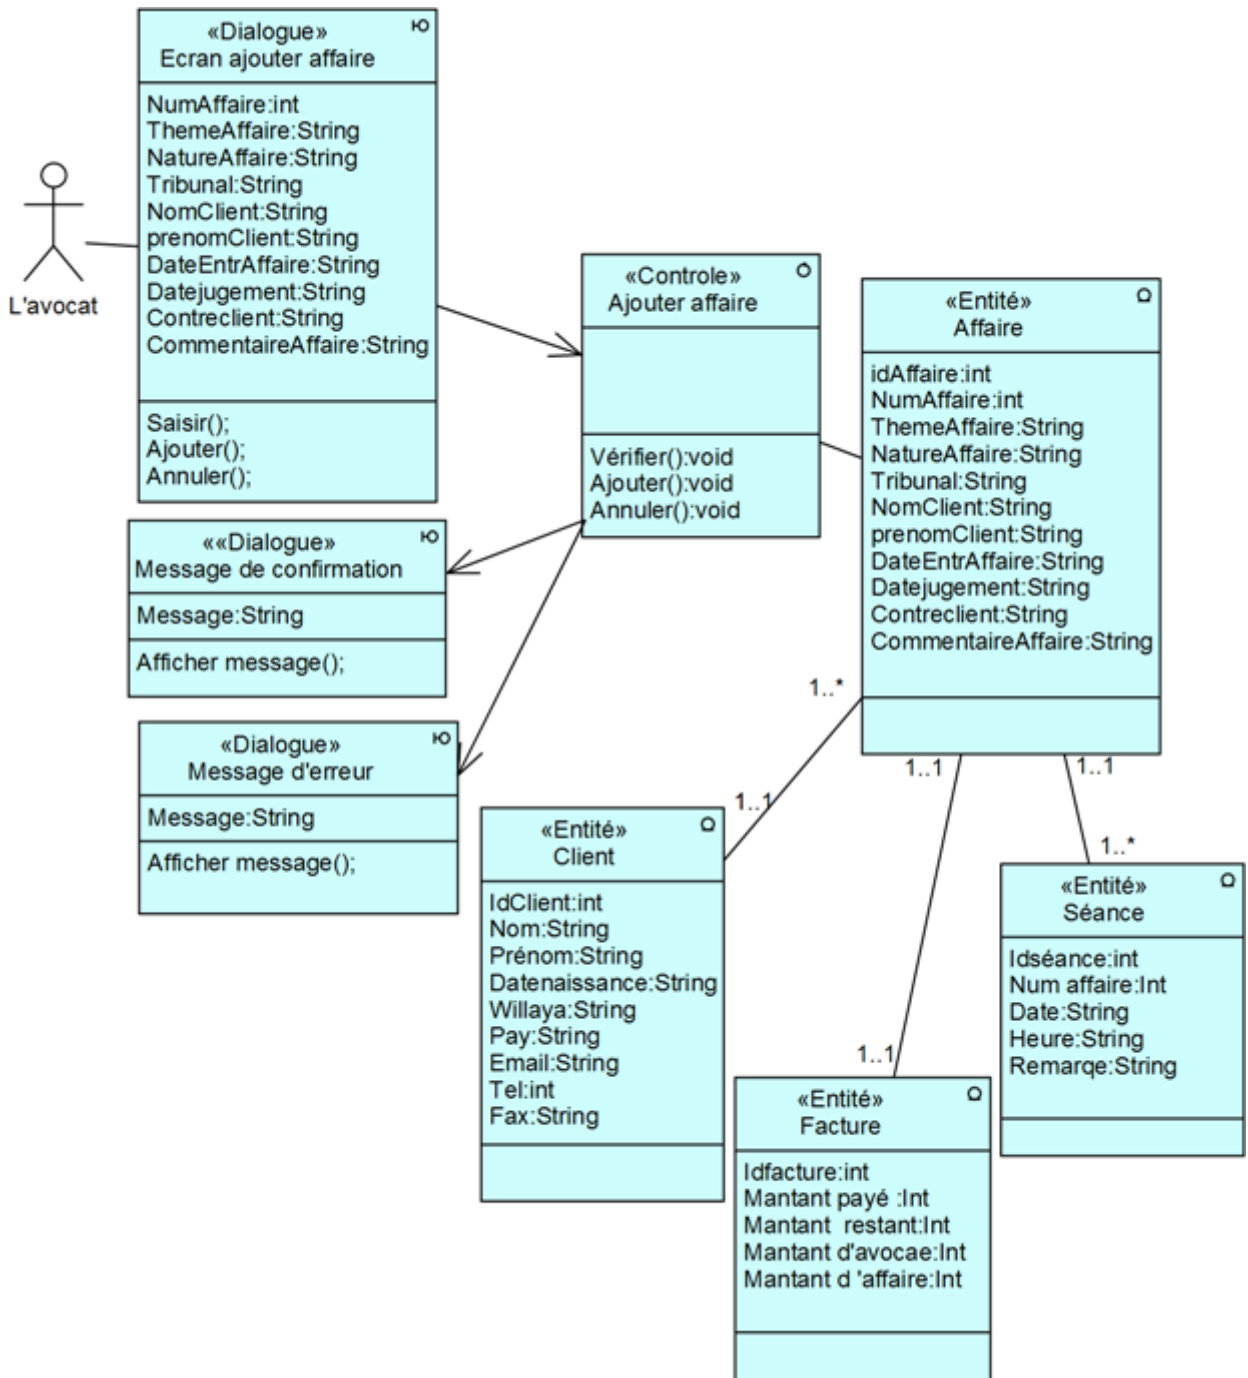 «Dialogue»
Ecran ajouter affaire
NumAffaire:int
ThemeAffaire:String
NatureAffaire:String
Tribunal:String
NomClient:String
prenomClient:String
DateEntrAffaire:String
Datejugement:String
Contreclient:String
CommentaireAffaire:String
Saisir();
Ajouter();
Annuler();
L'avocat
«Controle»
Ajouter affaire
Vérifier():void
Ajouter():void
Annuler():void
«Entité»
Affaire
idAffaire:int
NumAffaire:int
ThemeAffaire:String
NatureAffaire:String
Tribunal:String
NomClient:String
prenomClient:String
DateEntrAffaire:String
Datejugement:String
Contreclient:String
CommentaireAffaire:String
««Dialogue»
Message de confirmation
Message:String
Afficher message();
«Dialogue»
Message d'erreur
Message:String
Afficher message();
1..*
1..1
1..1
1..1
1..*
1..1
«Entité»
Client
IdClient:int
Nom:String
Prénom:String
Datenaissance:String
Willaya:String
Pay:String
Email:String
Tel:int
Fax:String
«Entité»
Séance
Idséance:int
Num affaire:Int
Date:String
Heure:String
Remarqe:String
«Entité»
Facture
Idfacture:int
Mantant payé :Int
Mantant  restant:Int
Mantant d'avocae:Int
Mantant d 'affaire:Int